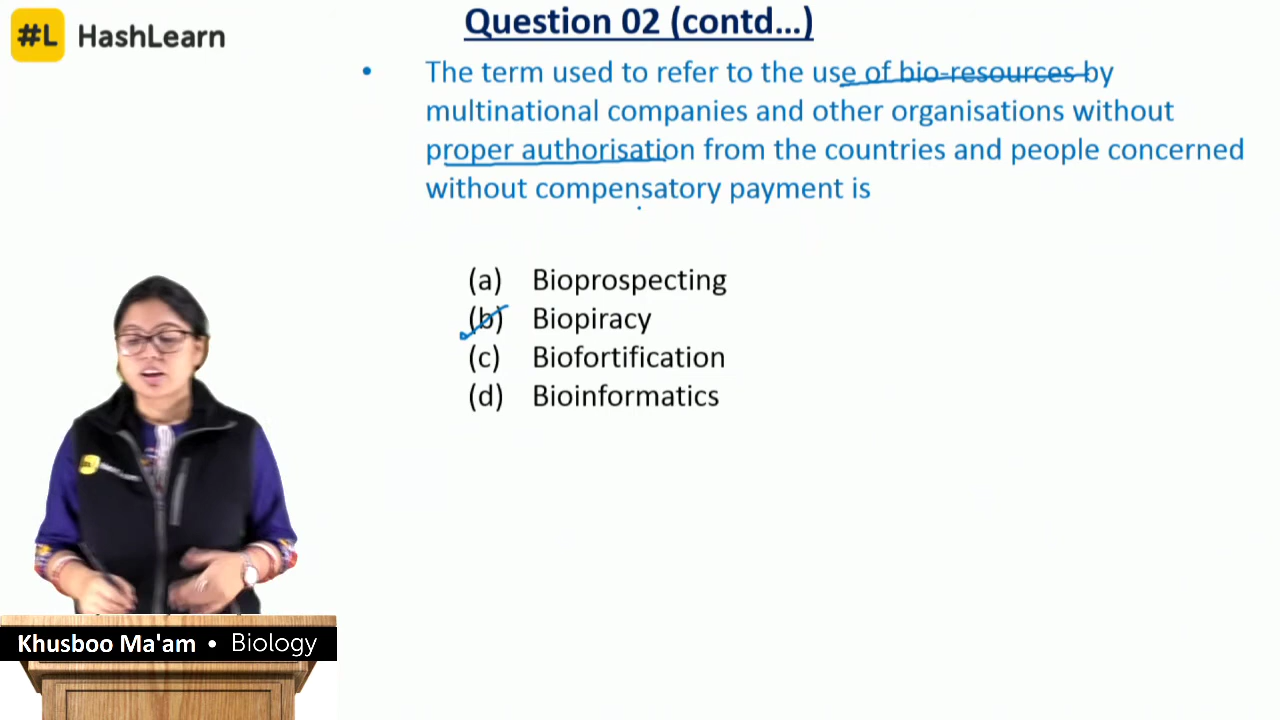 #L HashLearn
Question 02 (contd...)
• The term used to refer to the use of bio-resources by
multinational companies and other organisations without
proper authorisation from the countries and people concerned
without compensatory payment is
(a) Bioprospecting
(b) Biopiracy
(c) Biofortification
(d) Bioinformatics
Khusboo Ma'am • Biology